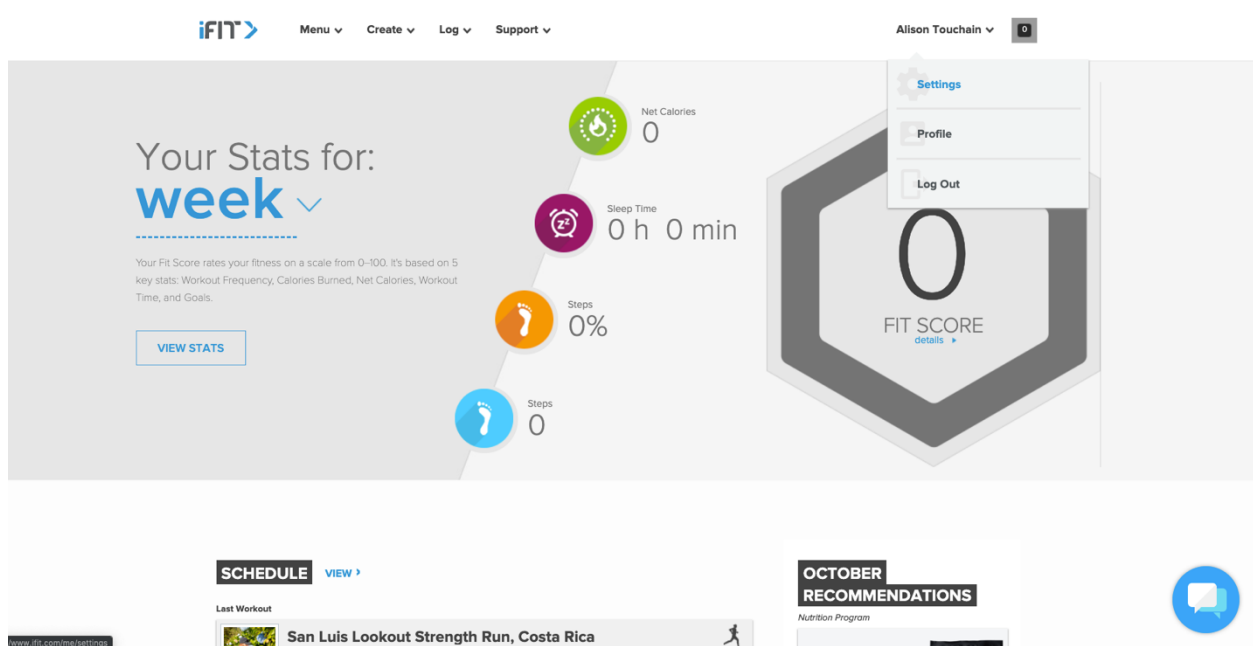 iFIT
Menu
Create
Log
Support
Alison Touchain
0
Settings
Profile
Log Out
Your Stats for:
week
Your Fit Score rates your fitness on a scale from 0–100. It's based on 5
key stats: Workout Frequency, Calories Burned, Net Calories, Workout
Time, and Goals.
VIEW STATS
Net Calories
0
zz
Sleep Time
0 h 0 min
Steps
0%
Steps
0
0
FIT SCORE
details
SCHEDULE VIEW
Last Workout
San Luis Lookout Strength Run, Costa Rica
OCTOBER
RECOMMENDATIONS
Nutrition Program
/www.ifit.com/me/settings